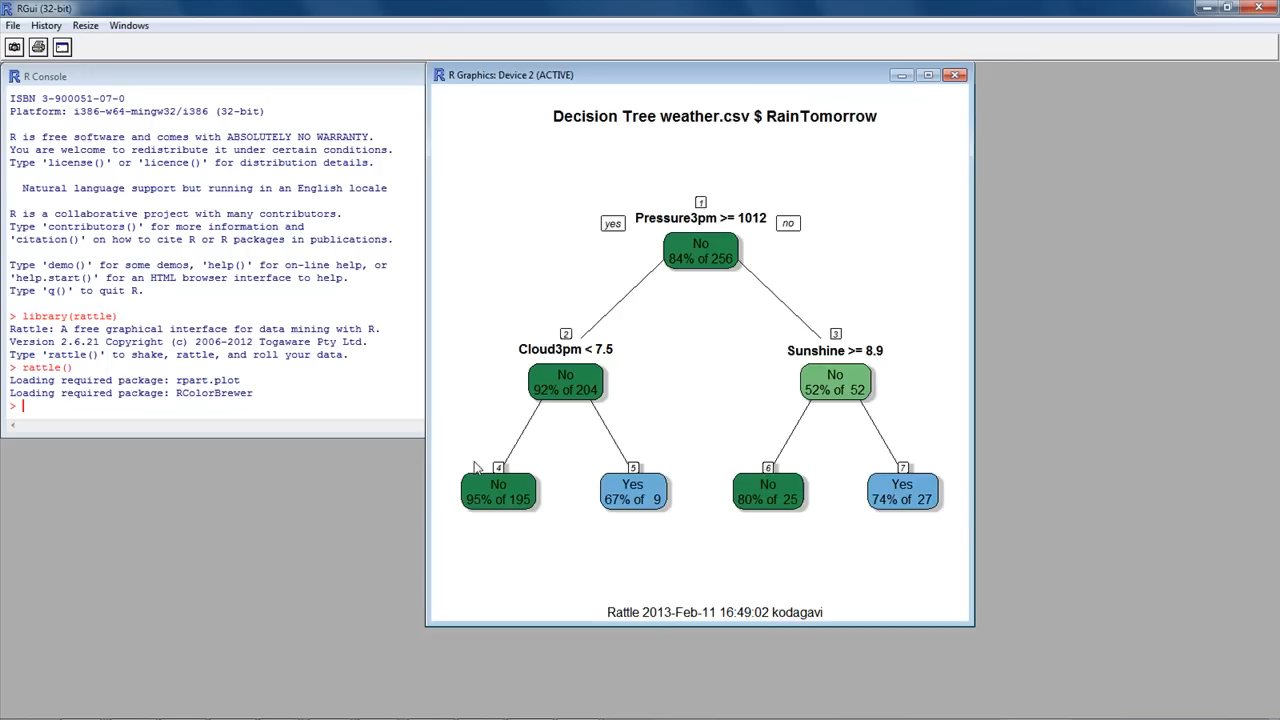 RGui (32-bit)
File History Resize Windows
R Console
ISBN 3-900051-07-0
Platform: i386-w64-mingw32/i386 (32-bit)
R is free software and comes with ABSOLUTELY NO WARRANTY.
You are welcome to redistribute it under certain conditions.
Type 'license()' or 'licence()' for distribution details.
Natural language support but running in an English locale
R is a collaborative project with many contributors.
Type 'contributors()' for more information and
'citation()' on how to cite R or R packages in publications.
Type 'demo()' for some demos, 'help()' for on-line help, or
'help.start()' for an HTML browser interface to help.
Type 'q()' to quit R.
> library(rattle)
Rattle: A free graphical interface for data mining with R.
Version 2.6.21 Copyright (c) 2006-2012 Togaware Pty Ltd.
Type 'rattle()' to shake, rattle, and roll your data.
> rattle()
Loading required package: rpart.plot
Loading required package: RColorBrewer
>
R Graphics: Device 2 (ACTIVE)
Decision Tree weather.csv $ RainTomorrow
1
yes Pressure3pm >= 1012 no
No
84% of 256
2 3
Cloud3pm < 7.5 Sunshine >= 8.9
No No
92% of 204 52% of 52
4 5 6 7
No Yes No Yes
95% of 195 67% of 9 80% of 25 74% of 27
Rattle 2013-Feb-11 16:49:02 kodagavi